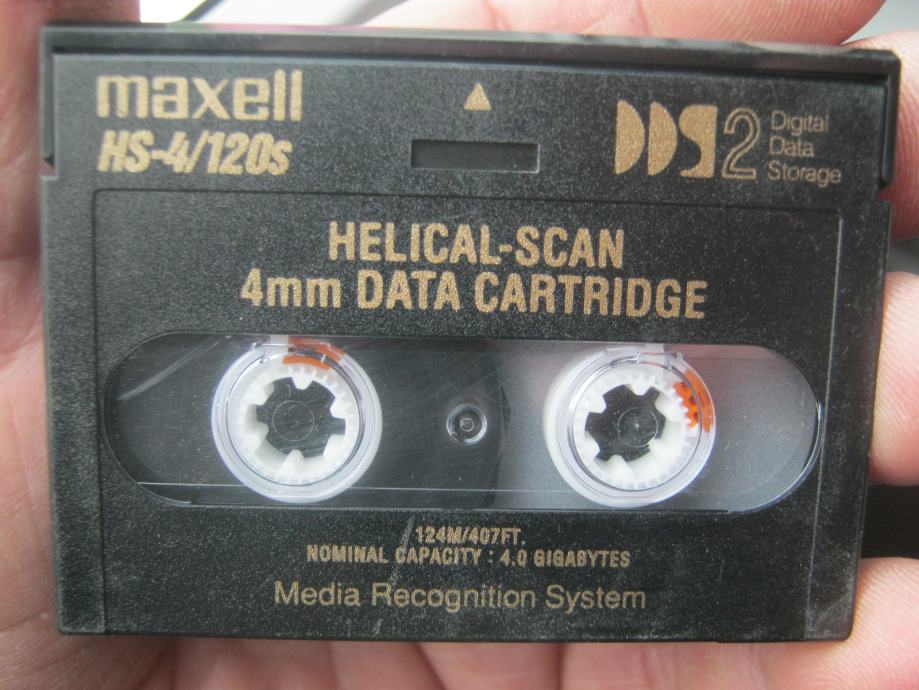 maxell
HS-4/120s
DDS2
Digital
Data
Storage
HELICAL-SCAN
4mm DATA CARTRIDGE
124M/407FT.
NOMINAL CAPACITY : 4.0 GIGABYTES
Media Recognition System